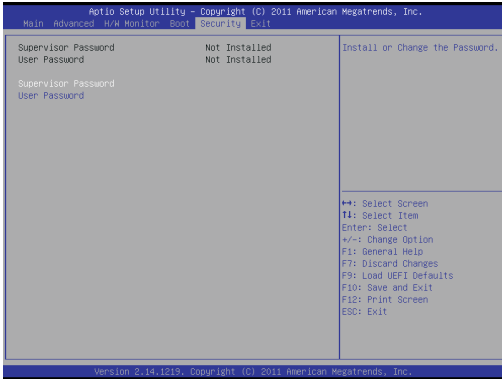 Aptio Setup Utility – Copyright (C) 2011 American Megatrends, Inc.
Main Advanced H/W Monitor Boot Security Exit
Supervisor Password Not Installed
User Password Not Installed
Supervisor Password
User Password
Install or Change the Password.
↔: Select Screen
↑↓: Select Item
Enter: Select
+/-: Change Option
F1: General Help
F7: Discard Changes
F9: Load UEFI Defaults
F10: Save and Exit
F12: Print Screen
ESC: Exit
Version 2.14.1219. Copyright (C) 2011 American Megatrends, Inc.